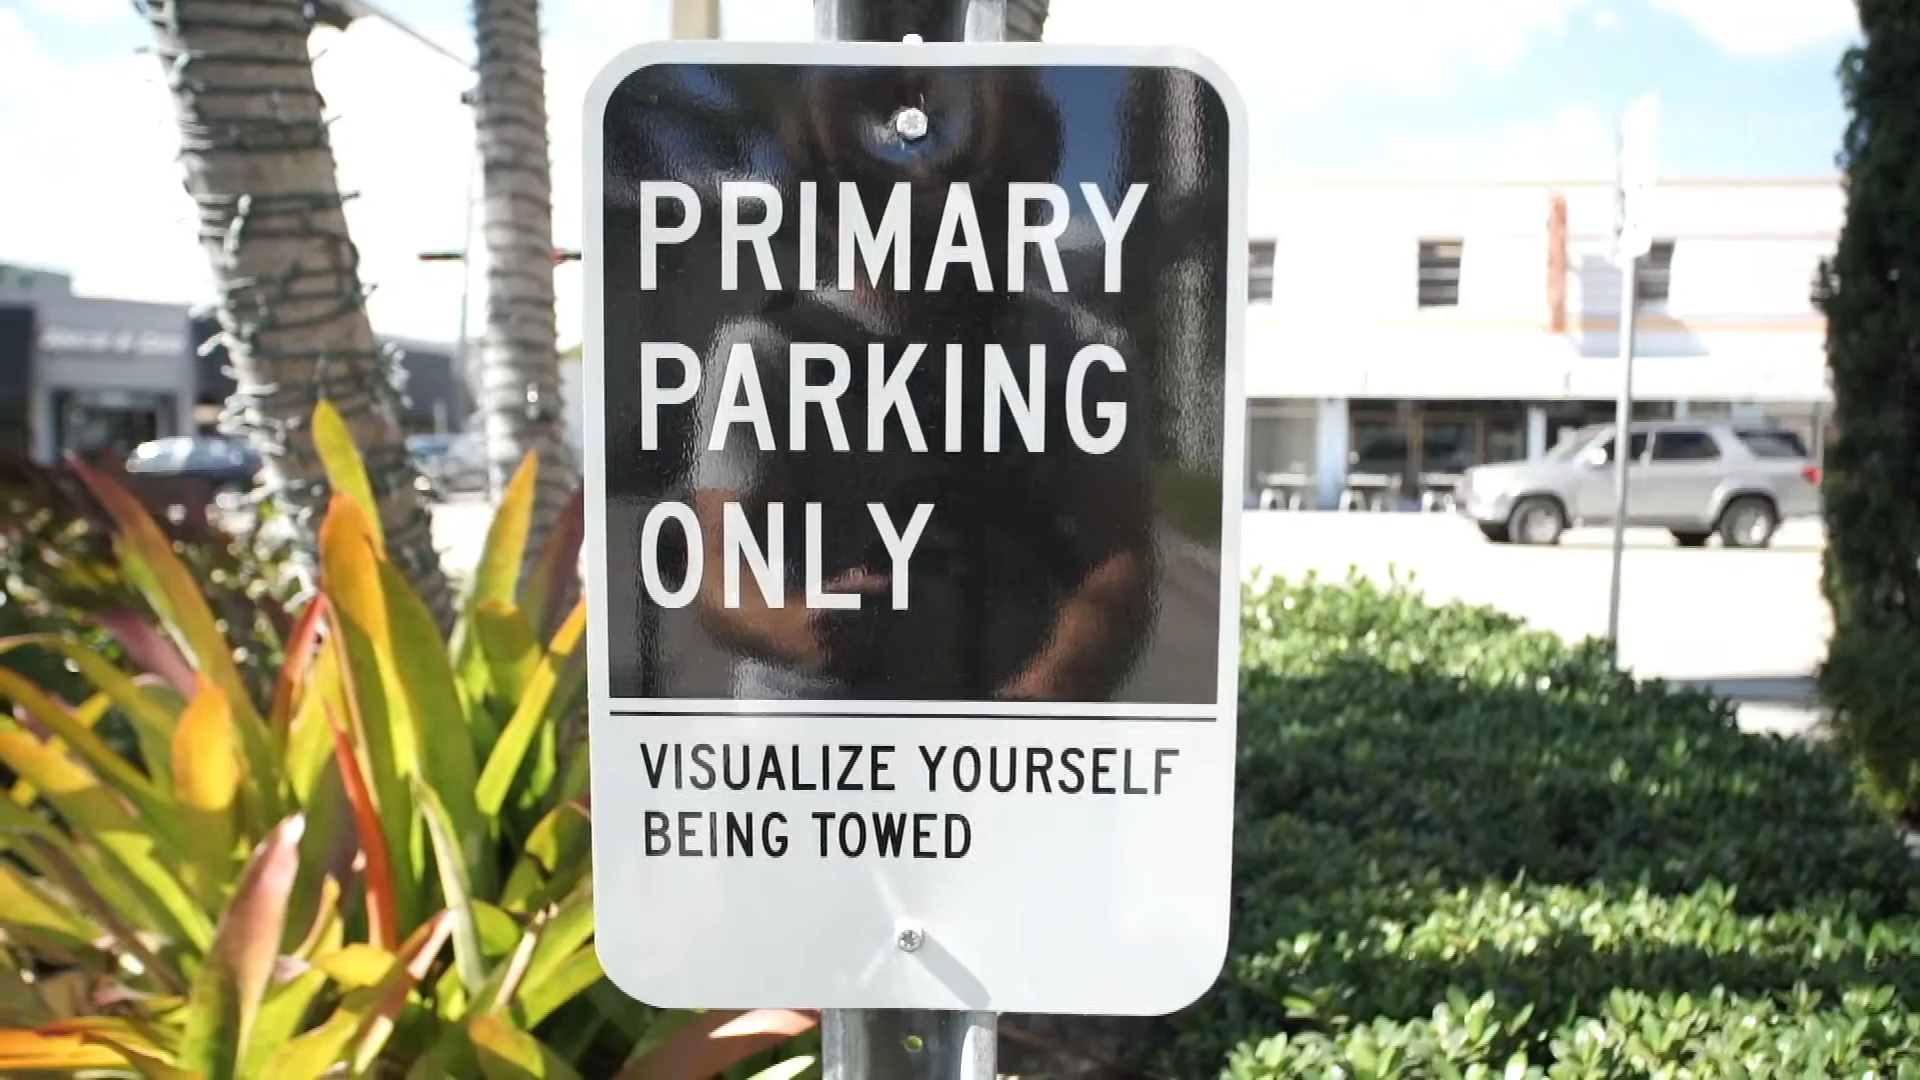 PRIMARY
PARKING
ONLY
VISUALIZE YOURSELF
BEING TOWED